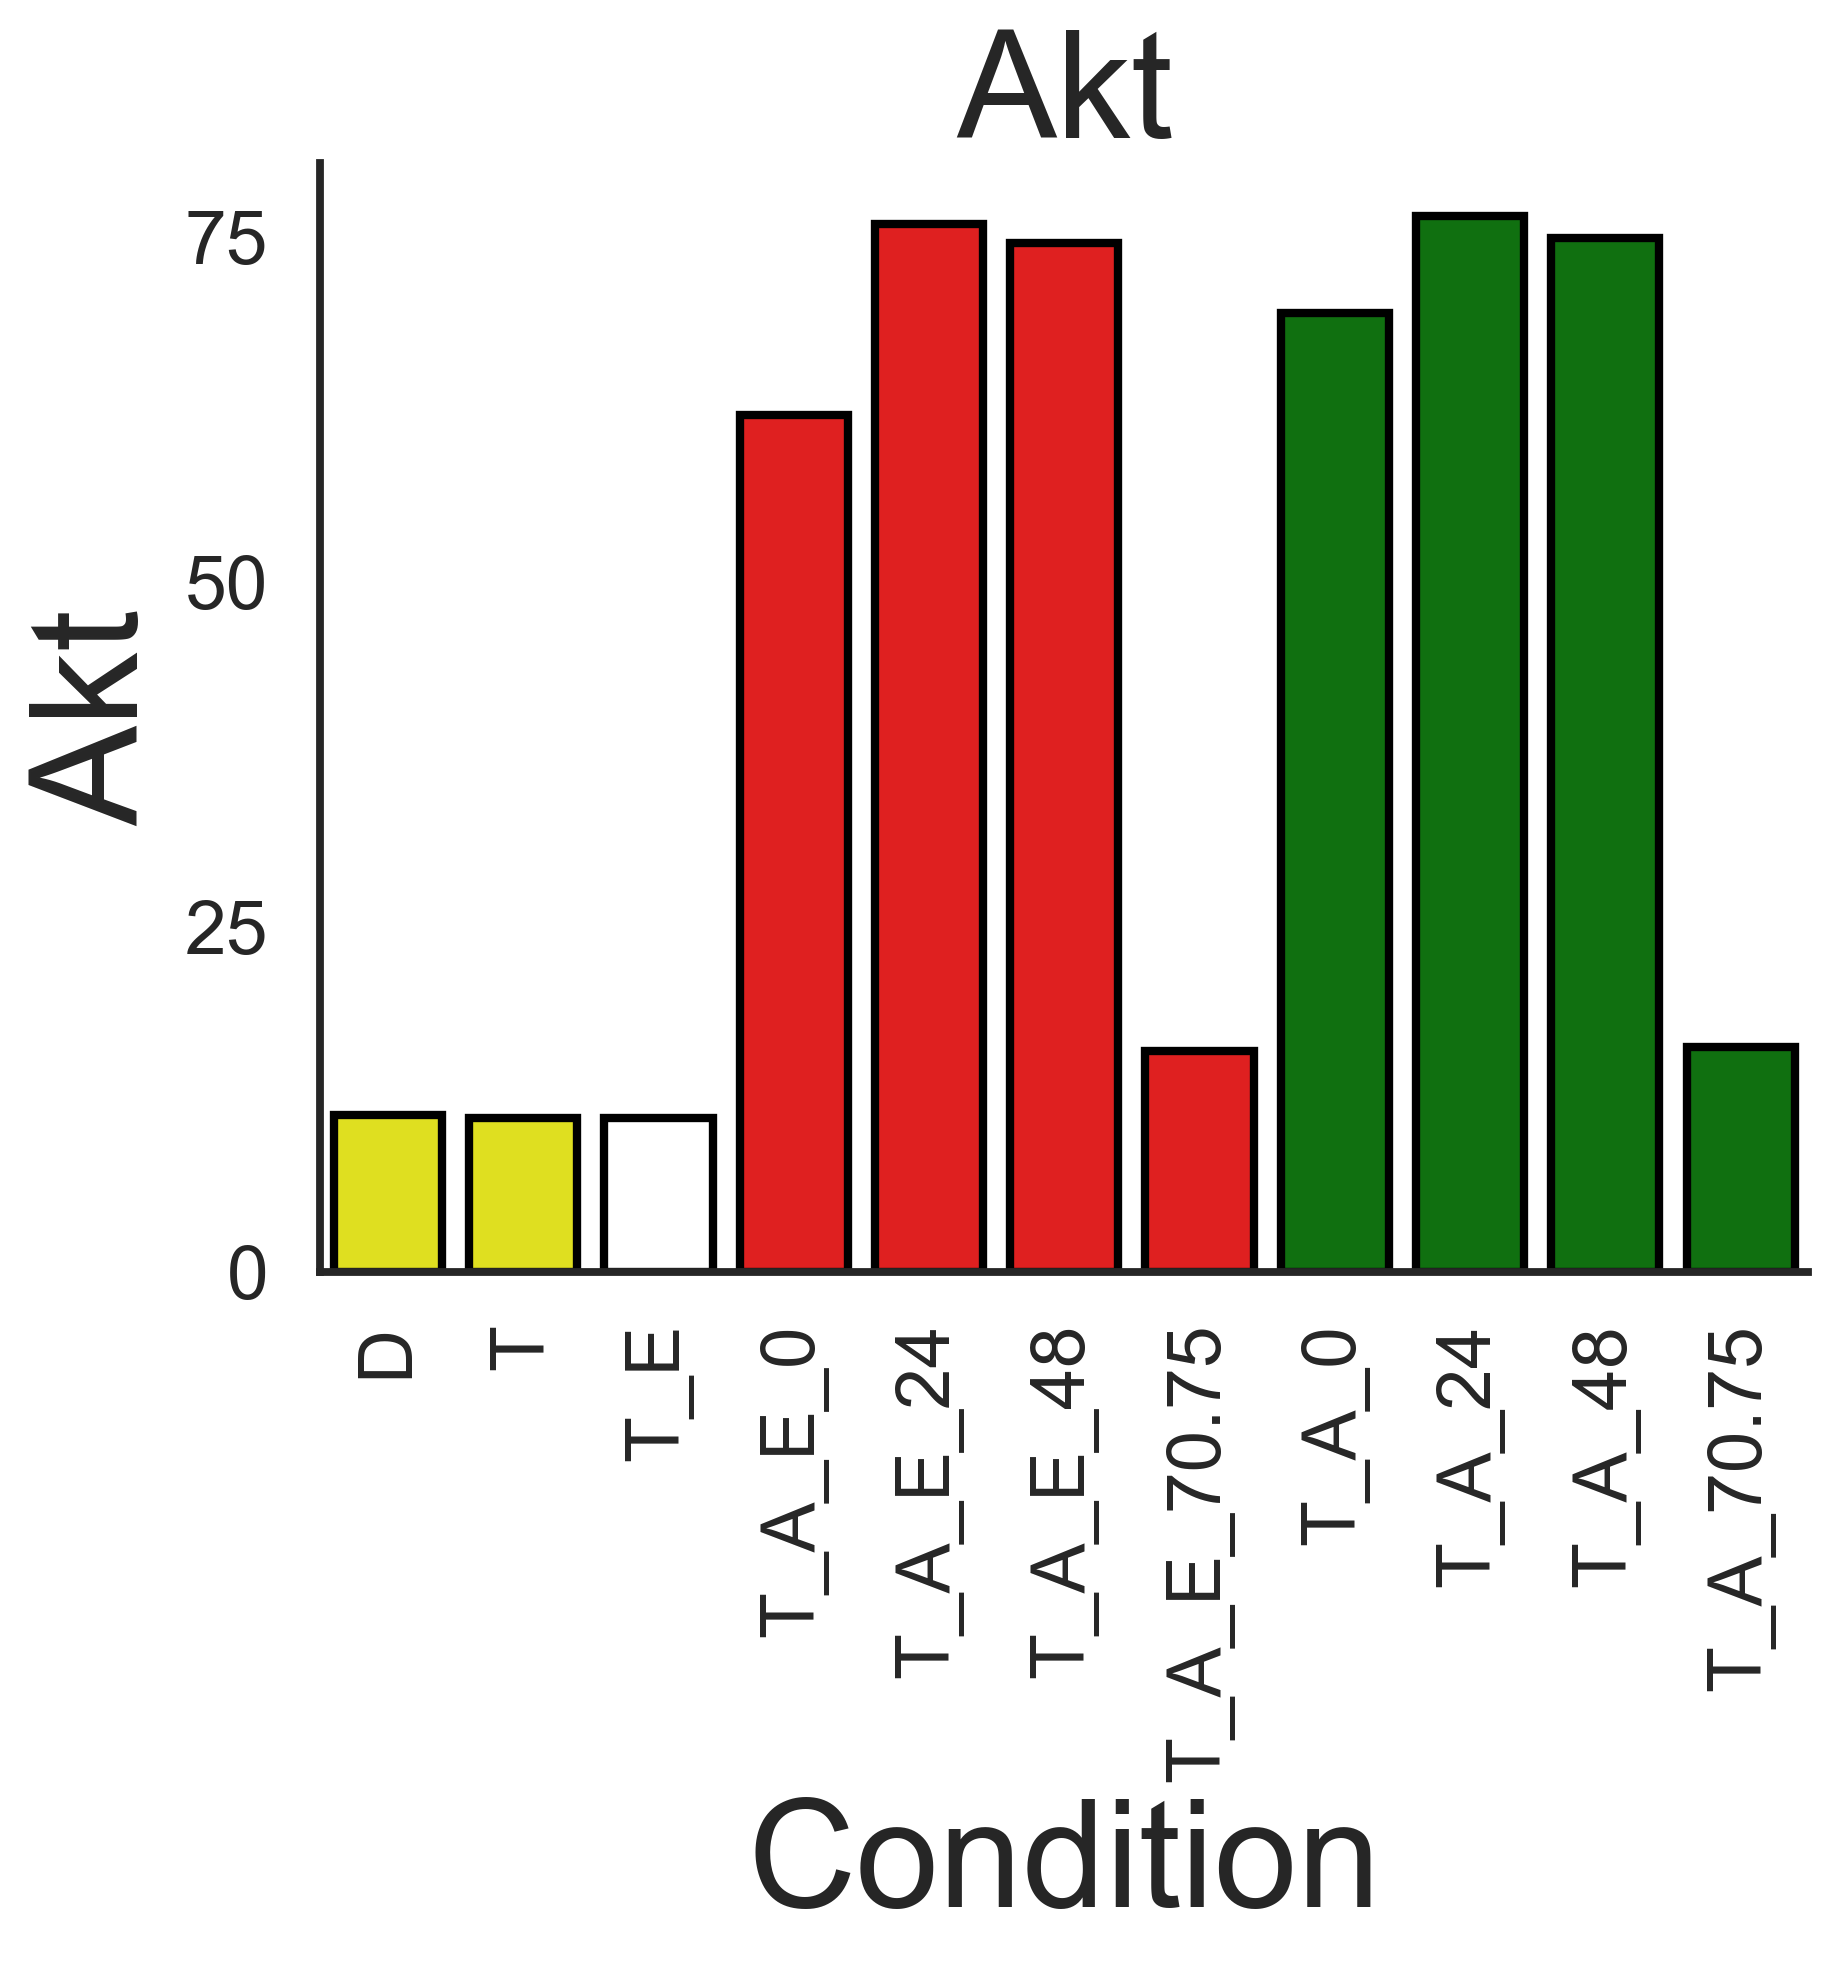 Akt
Akt
75
50
25
0
D
T
T_E
T_A_E_0
T_A_E_24
T_A_E_48
T_A_E_70.75
T_A_0
T_A_24
T_A_48
T_A_70.75
Condition